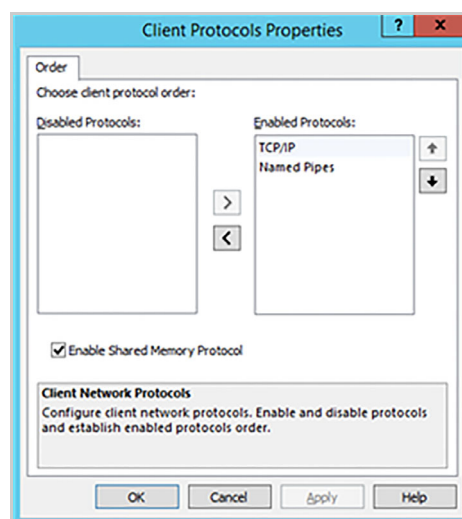 Client Protocols Properties
?
x
Order
Choose client protocol order:
Disabled Protocols:
Enabled Protocols:
TCP/IP
Named Pipes
>
<
Enable Shared Memory Protocol
Client Network Protocols
Configure client network protocols. Enable and disable protocols
and establish enabled protocols order.
OK
Cancel
Apply
Help